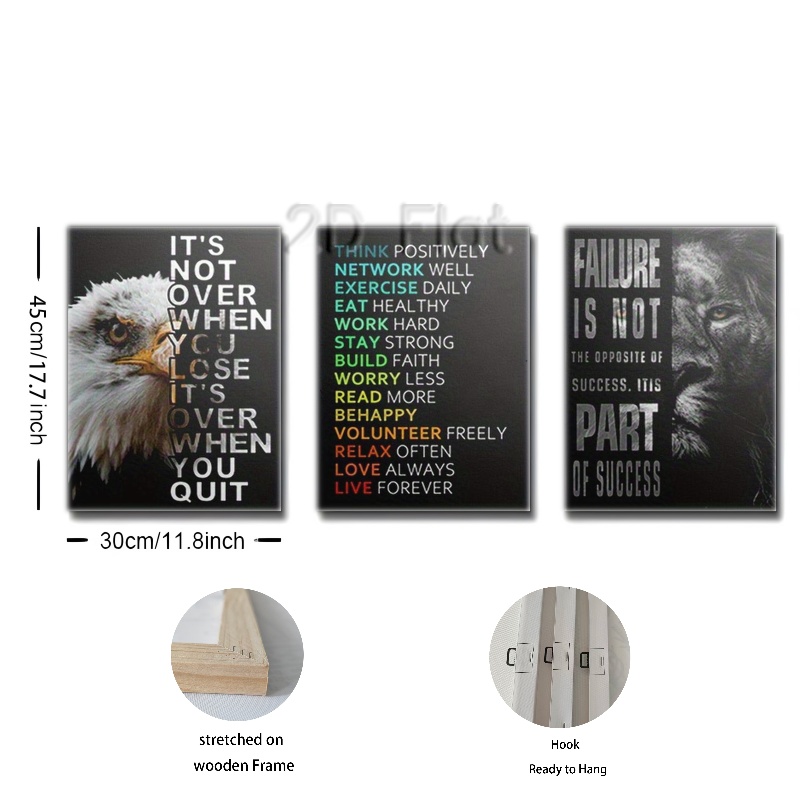 2D Flat
IT'S
NOT
OVER
WHEN
YOU
LOSE
IT'S
OVER
WHEN
YOU
QUIT
THINK POSITIVELY
NETWORK WELL
EXERCISE DAILY
EAT HEALTHY
WORK HARD
STAY STRONG
BUILD FAITH
WORRY LESS
READ MORE
BEHAPPY
VOLUNTEER FREELY
RELAX OFTEN
LOVE ALWAYS
LIVE FOREVER
FAILURE
IS NOT
THE OPPOSITE OF
SUCCESS. ITIS
PART
OF SUCCESS
45cm/17.7inch
30cm/11.8inch
stretched on
wooden Frame
Hook
Ready to Hang